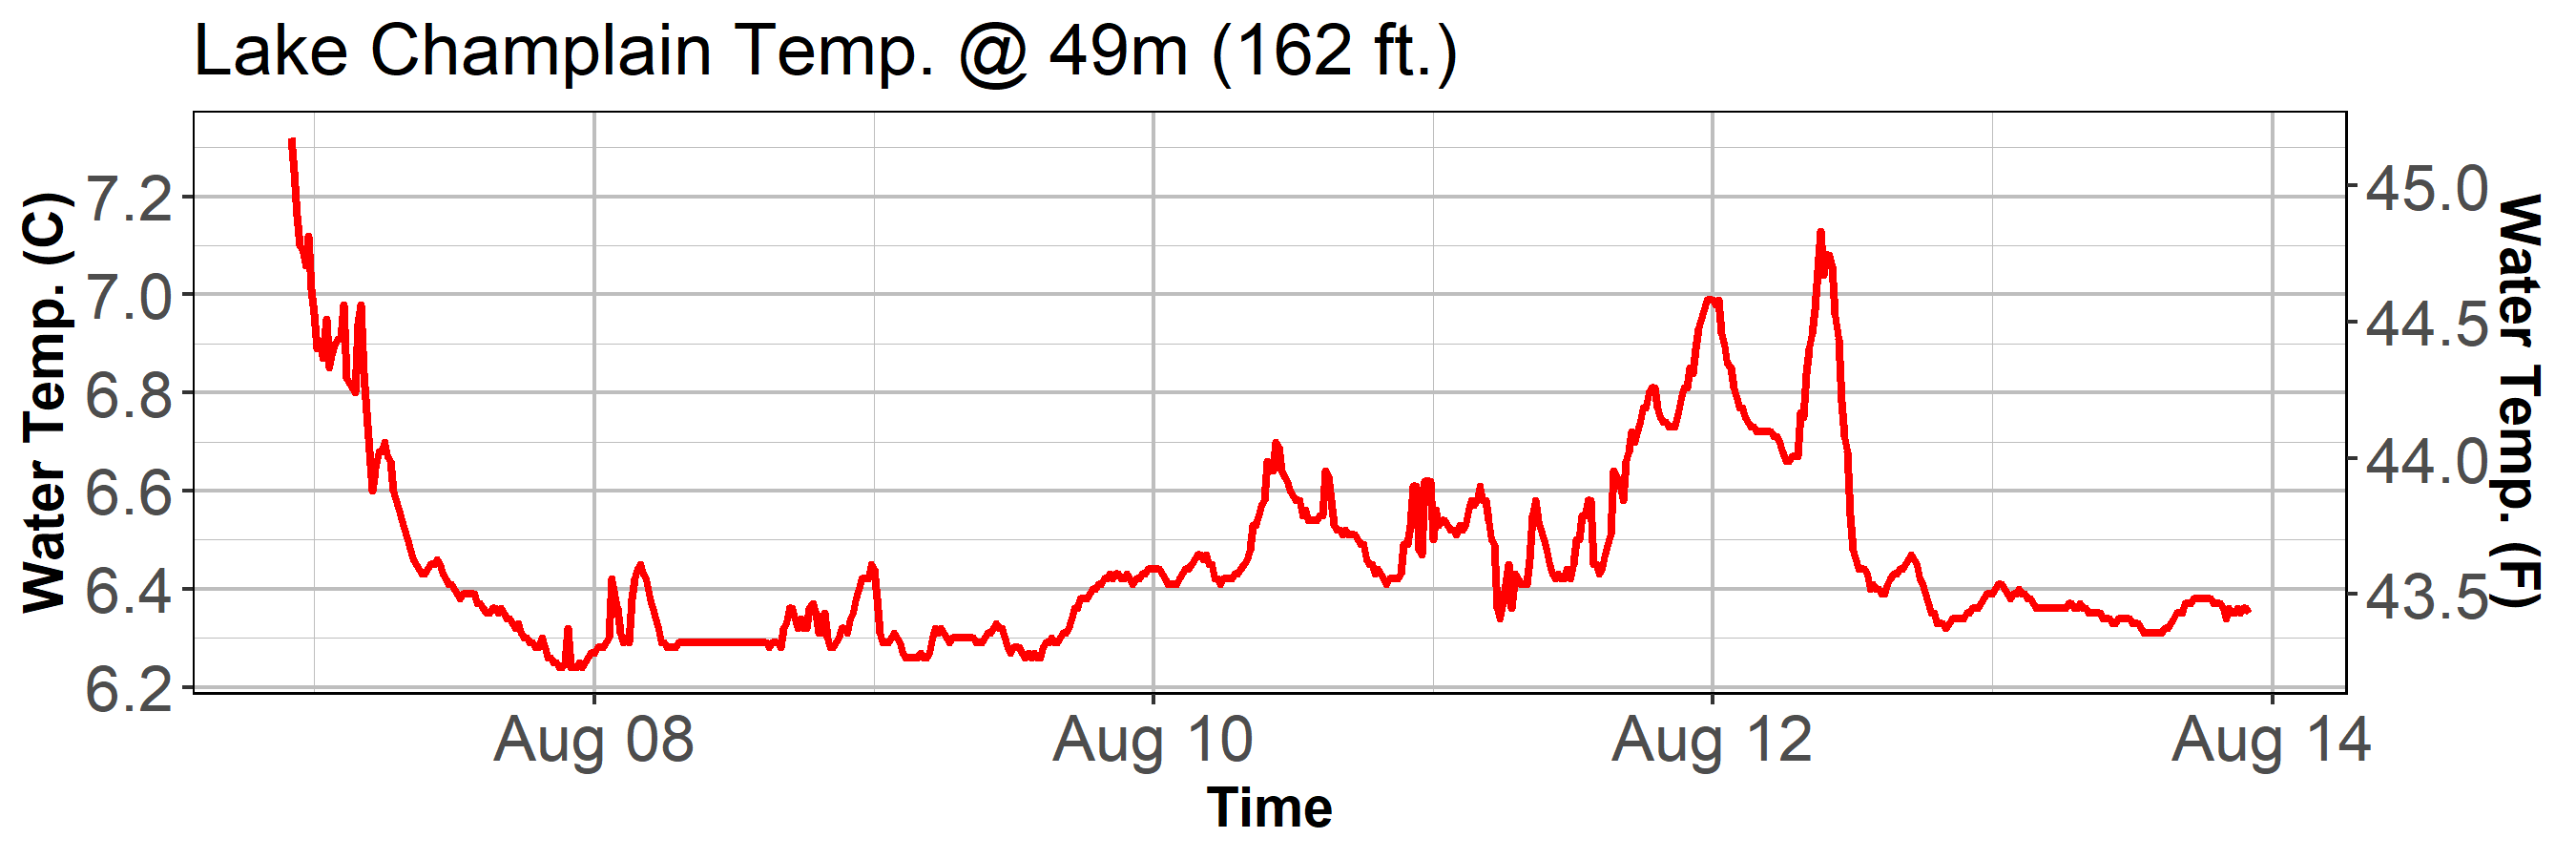 Lake Champlain Temp. @ 49m (162 ft.)
Water Temp. (C)
7.2
7.0
6.8
6.6
6.4
6.2
45.0
44.5
44.0
43.5
Water Temp. (F)
Aug 08
Aug 10
Aug 12
Aug 14
Time